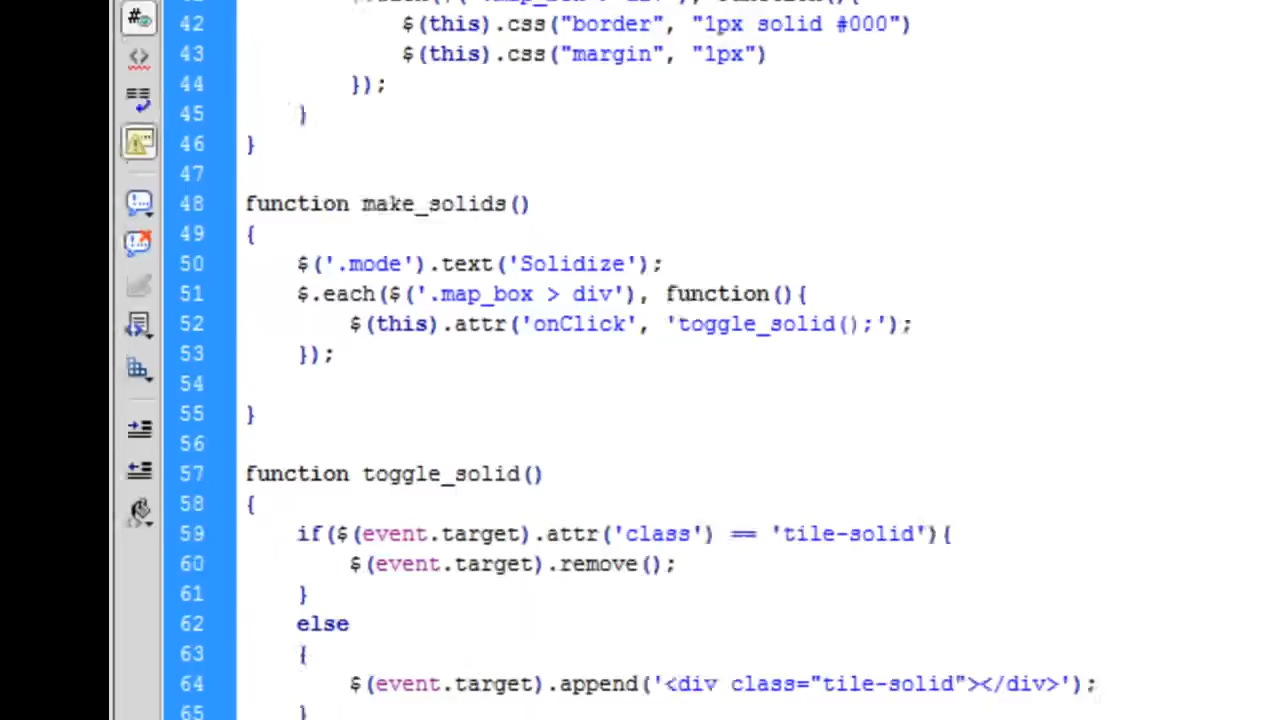 42 $(this).css("border", "1px solid #000")
43 $(this).css("margin", "1px")
44 });
45 }
46 }
47
48 function make_solids()
49 {
50 $('.mode').text('Solidize');
51 $.each($('.map_box > div'), function(){
52 $(this).attr('onClick', 'toggle_solid();');
53 });
54
55 }
56
57 function toggle_solid()
58 {
59 if($(event.target).attr('class') == 'tile-solid'){
60 $(event.target).remove();
61 }
62 else
63 {
64 $(event.target).append('<div class="tile-solid"></div>');
65 }